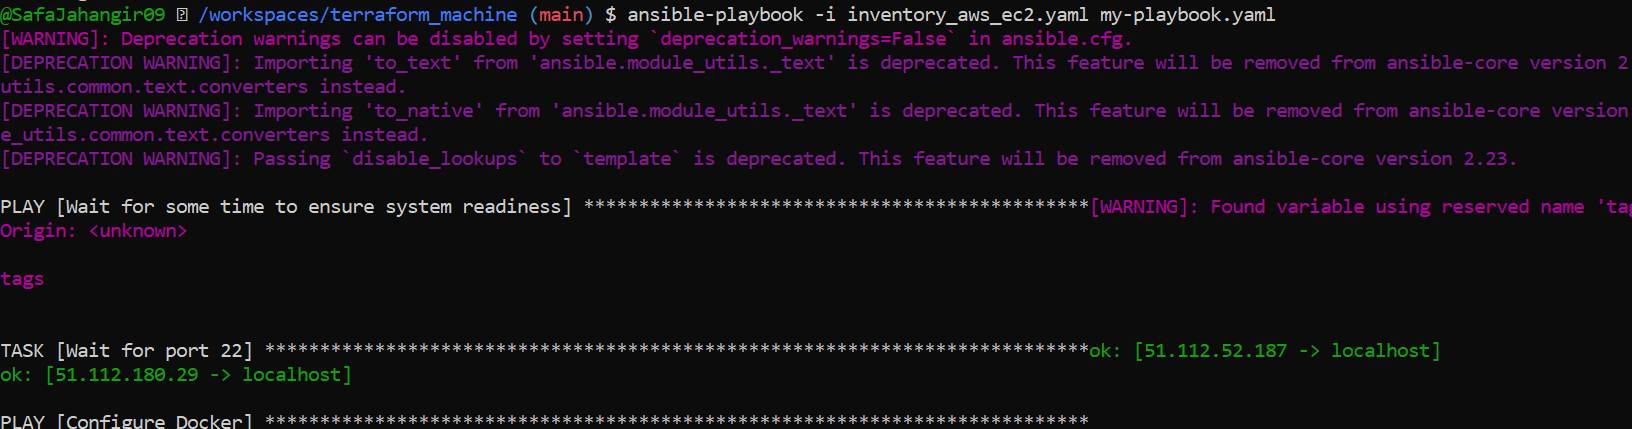 @SafaJahangir09 /workspaces/terraform_machine (main) $ ansible-playbook -i inventory_aws_ec2.yaml my-playbook.yaml
[WARNING]: Deprecation warnings can be disabled by setting `deprecation_warnings=False` in ansible.cfg.
[DEPRECATION WARNING]: Importing 'to_text' from 'ansible.module_utils._text' is deprecated. This feature will be removed from ansible-core version 2
utils.common.text.converters instead.
[DEPRECATION WARNING]: Importing 'to_native' from 'ansible.module_utils._text' is deprecated. This feature will be removed from ansible-core version
e_utils.common.text.converters instead.
[DEPRECATION WARNING]: Passing `disable_lookups` to `template` is deprecated. This feature will be removed from ansible-core version 2.23.
PLAY [Wait for some time to ensure system readiness] **********************************************[WARNING]: Found variable using reserved name 'tag
Origin: <unknown>
tags
TASK [Wait for port 22] ***************************************************************************ok: [51.112.52.187 -> localhost]
ok: [51.112.180.29 -> localhost]
PLAY [Configure Docker] ****************************************************************************